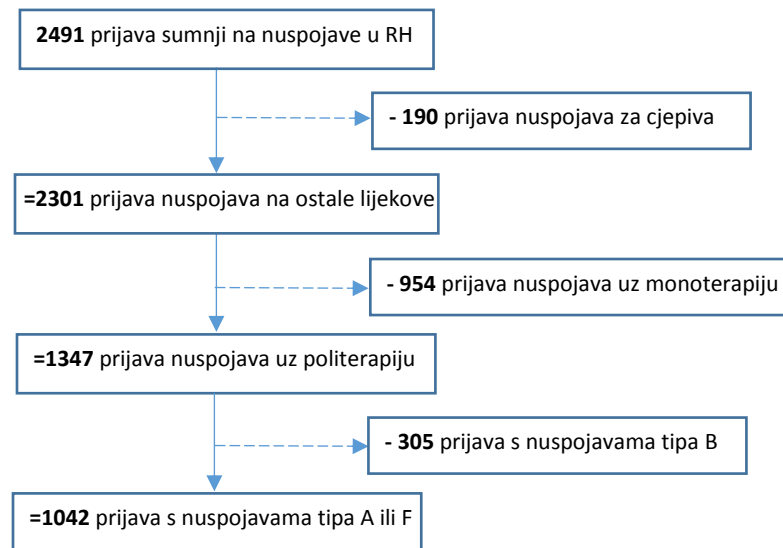 2491 prijava sumnji na nuspojave u RH
- 190 prijava nuspojava za cjepiva
=2301 prijava nuspojava na ostale lijekove
- 954 prijava nuspojava uz monoterapiju
=1347 prijava nuspojava uz politerapiju
- 305 prijava s nuspojavama tipa B
=1042 prijava s nuspojavama tipa A ili F